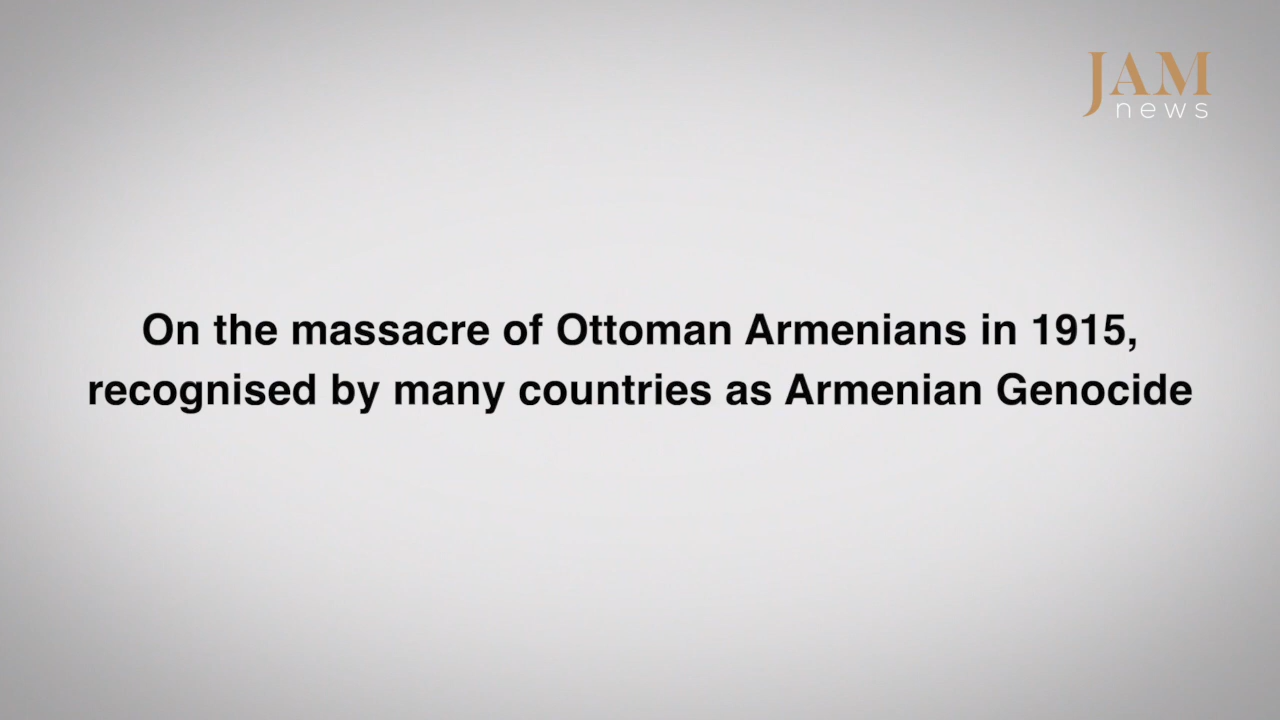 JAM
news
On the massacre of Ottoman Armenians in 1915,
recognised by many countries as Armenian Genocide